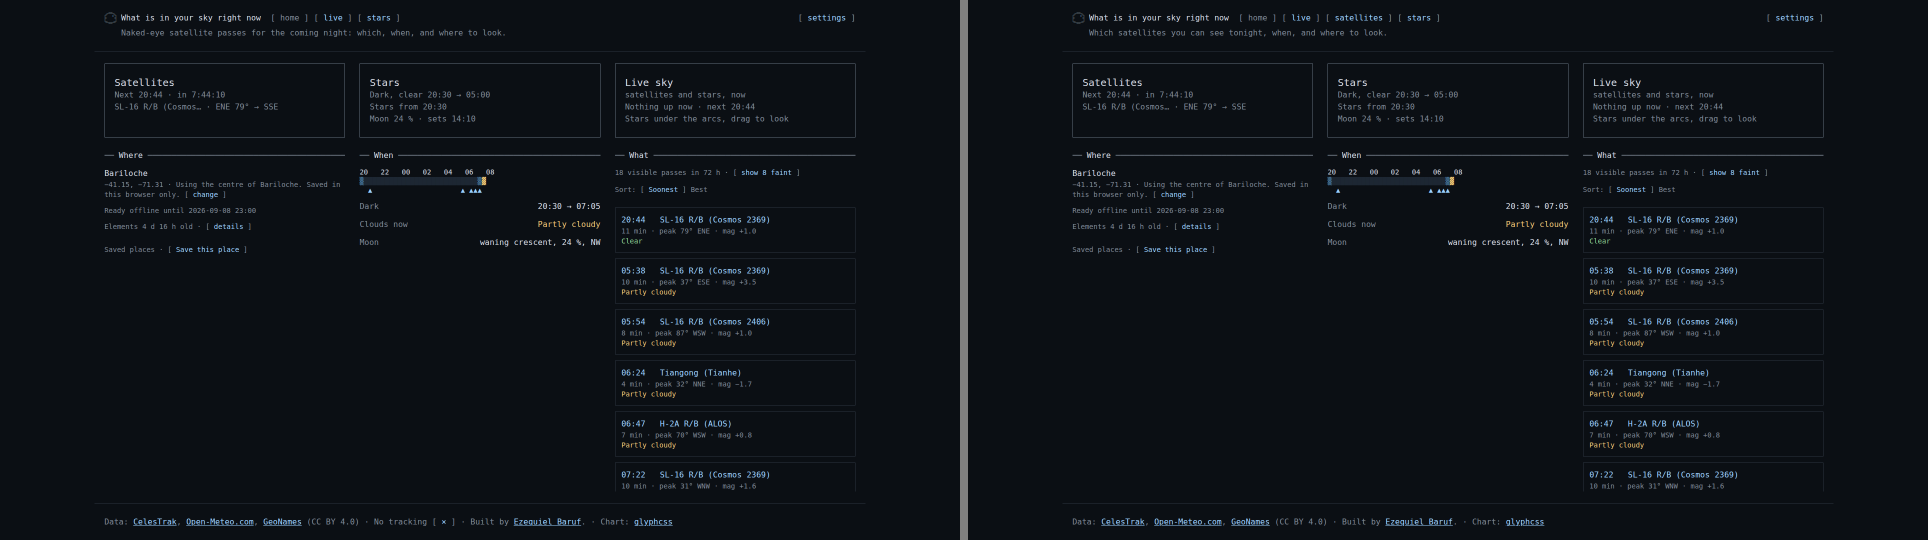 What is in your sky right now [ home ] [ live ] [ stars ] [ settings ]
Naked-eye satellite passes for the coming night: which, when, and where to look.
Satellites
Next 20:44 · in 7:44:10
SL-16 R/B (Cosmos… · ENE 79° → SSE
Stars
Dark, clear 20:30 → 05:00
Stars from 20:30
Moon 24 % · sets 14:10
Live sky
satellites and stars, now
Nothing up now · next 20:44
Stars under the arcs, drag to look
Where
Bariloche
−41.15, −71.31 · Using the centre of Bariloche. Saved in
this browser only. [ change ]
Ready offline until 2026-09-08 23:00
Elements 4 d 16 h old · [ details ]
Saved places · [ Save this place ]
When
20 22 00 02 04 06 08
Dark 20:30 → 07:05
Clouds now Partly cloudy
Moon waning crescent, 24 %, NW
What
18 visible passes in 72 h · [ show 8 faint ]
Sort: [ Soonest ] Best
20:44 SL-16 R/B (Cosmos 2369)
11 min · peak 79° ENE · mag +1.0
Clear
05:38 SL-16 R/B (Cosmos 2369)
10 min · peak 37° ESE · mag +3.5
Partly cloudy
05:54 SL-16 R/B (Cosmos 2406)
8 min · peak 87° WSW · mag +1.0
Partly cloudy
06:24 Tiangong (Tianhe)
4 min · peak 32° NNE · mag −1.7
Partly cloudy
06:47 H-2A R/B (ALOS)
7 min · peak 70° WSW · mag +0.8
Partly cloudy
07:22 SL-16 R/B (Cosmos 2369)
10 min · peak 31° WNW · mag +1.6
Data: CelesTrak, Open-Meteo.com, GeoNames (CC BY 4.0) · No tracking [ × ] · Built by Ezequiel Baruf. · Chart: glyphcss
What is in your sky right now [ home ] [ live ] [ satellites ] [ stars ] [ settings ]
Which satellites you can see tonight, when, and where to look.
Satellites
Next 20:44 · in 7:44:10
SL-16 R/B (Cosmos… · ENE 79° → SSE
Stars
Dark, clear 20:30 → 05:00
Stars from 20:30
Moon 24 % · sets 14:10
Live sky
satellites and stars, now
Nothing up now · next 20:44
Stars under the arcs, drag to look
Where
Bariloche
−41.15, −71.31 · Using the centre of Bariloche. Saved in
this browser only. [ change ]
Ready offline until 2026-09-08 23:00
Elements 4 d 16 h old · [ details ]
Saved places · [ Save this place ]
When
20 22 00 02 04 06 08
Dark 20:30 → 07:05
Clouds now Partly cloudy
Moon waning crescent, 24 %, NW
What
18 visible passes in 72 h · [ show 8 faint ]
Sort: [ Soonest ] Best
20:44 SL-16 R/B (Cosmos 2369)
11 min · peak 79° ENE · mag +1.0
Clear
05:38 SL-16 R/B (Cosmos 2369)
10 min · peak 37° ESE · mag +3.5
Partly cloudy
05:54 SL-16 R/B (Cosmos 2406)
8 min · peak 87° WSW · mag +1.0
Partly cloudy
06:24 Tiangong (Tianhe)
4 min · peak 32° NNE · mag −1.7
Partly cloudy
06:47 H-2A R/B (ALOS)
7 min · peak 70° WSW · mag +0.8
Partly cloudy
07:22 SL-16 R/B (Cosmos 2369)
10 min · peak 31° WNW · mag +1.6
Data: CelesTrak, Open-Meteo.com, GeoNames (CC BY 4.0) · Built by Ezequiel Baruf. · Chart: glyphcss